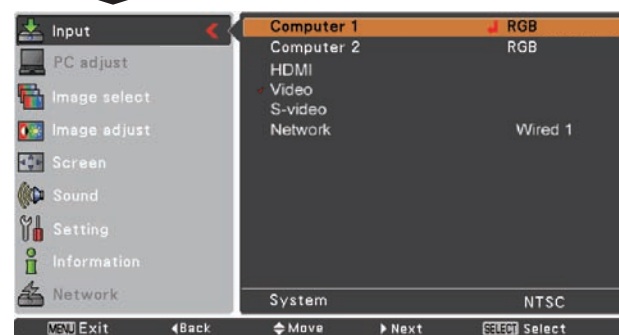 Input
PC adjust
Image select
Image adjust
Screen
Sound
Setting
Information
Network
Computer 1 RGB
Computer 2 RGB
HDMI
Video
S-video
Network Wired 1
System NTSC
MENU Exit Back Move Next SELECT Select